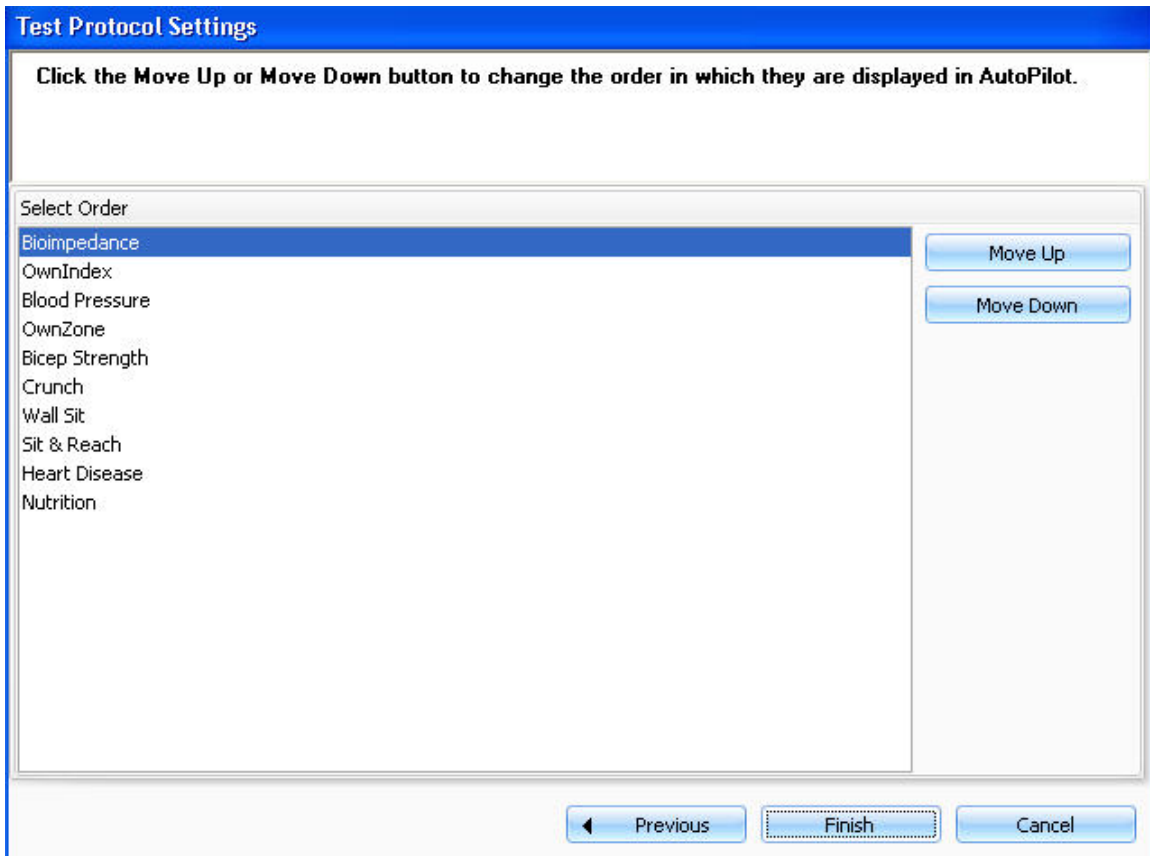 Test Protocol Settings
Click the Move Up or Move Down button to change the order in which they are displayed in AutoPilot.
Select Order
Bioimpedance
OwnIndex
Blood Pressure
OwnZone
Bicep Strength
Crunch
Wall Sit
Sit & Reach
Heart Disease
Nutrition
Move Up
Move Down
Previous
Finish
Cancel